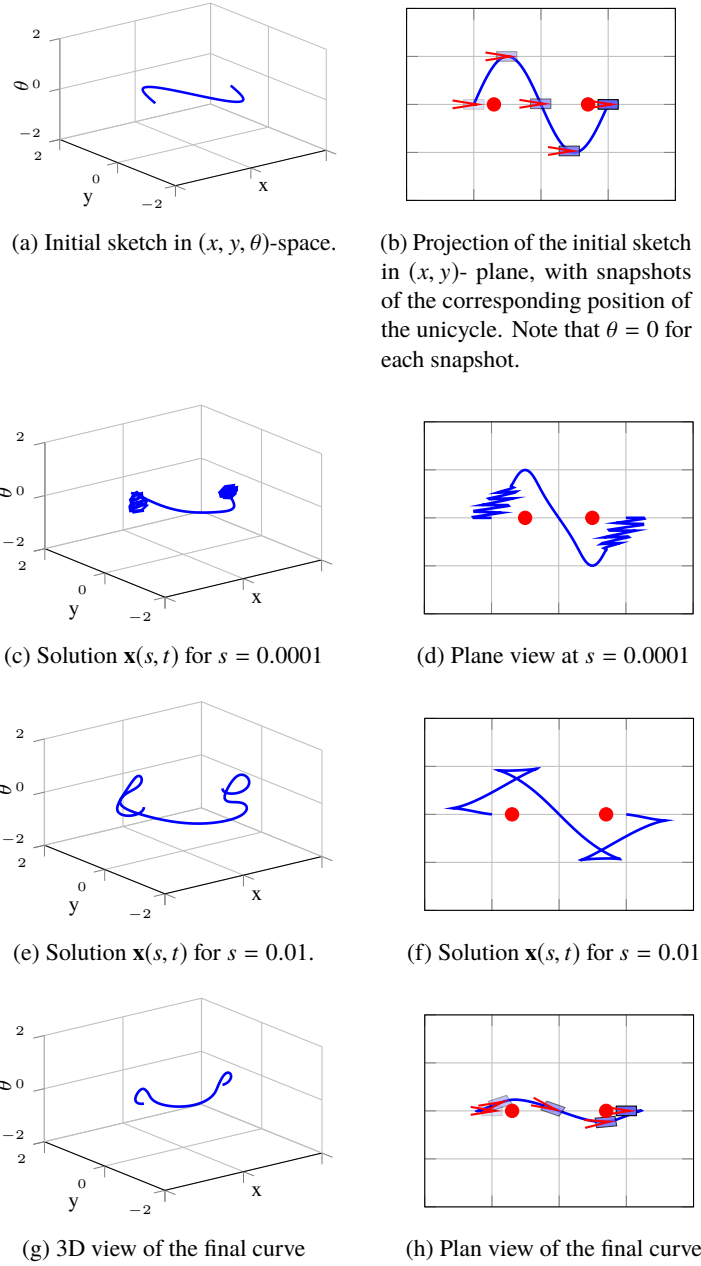 2
0
−2
θ
2
0
−2
y
x
(a) Initial sketch in (x, y, θ)-space.
(b) Projection of the initial sketch
in (x, y)- plane, with snapshots
of the corresponding position of
the unicycle. Note that θ = 0 for
each snapshot.
2
0
−2
θ
2
0
−2
y
x
(c) Solution x(s, t) for s = 0.0001
(d) Plane view at s = 0.0001
2
0
−2
θ
2
0
−2
y
x
(e) Solution x(s, t) for s = 0.01.
(f) Solution x(s, t) for s = 0.01
2
0
−2
θ
2
0
−2
y
x
(g) 3D view of the final curve
(h) Plan view of the final curve